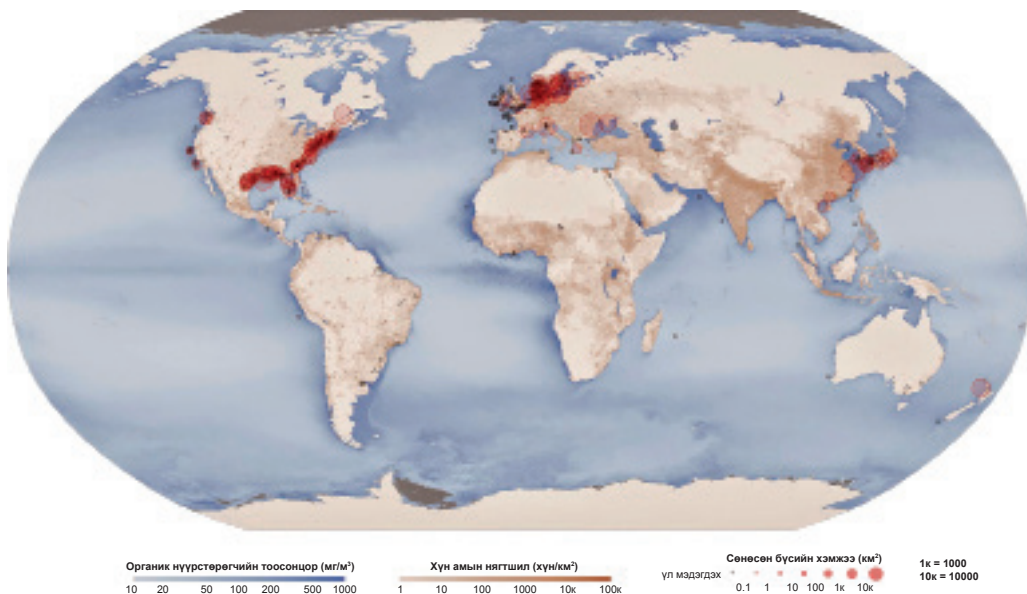 Органик нүүрстөрөгчийн тоосонцор (мг/м³)
10 20 50 100 200 500 1000
Хүн амын нягтшил (хүн/км²)
1 10 100 1000 10к 100к
Сөнөсөн бүсийн хэмжээ (км²)
үл мэдэгдэх
0.1 1 10 100 1к 10к
1к = 1000
10к = 10000